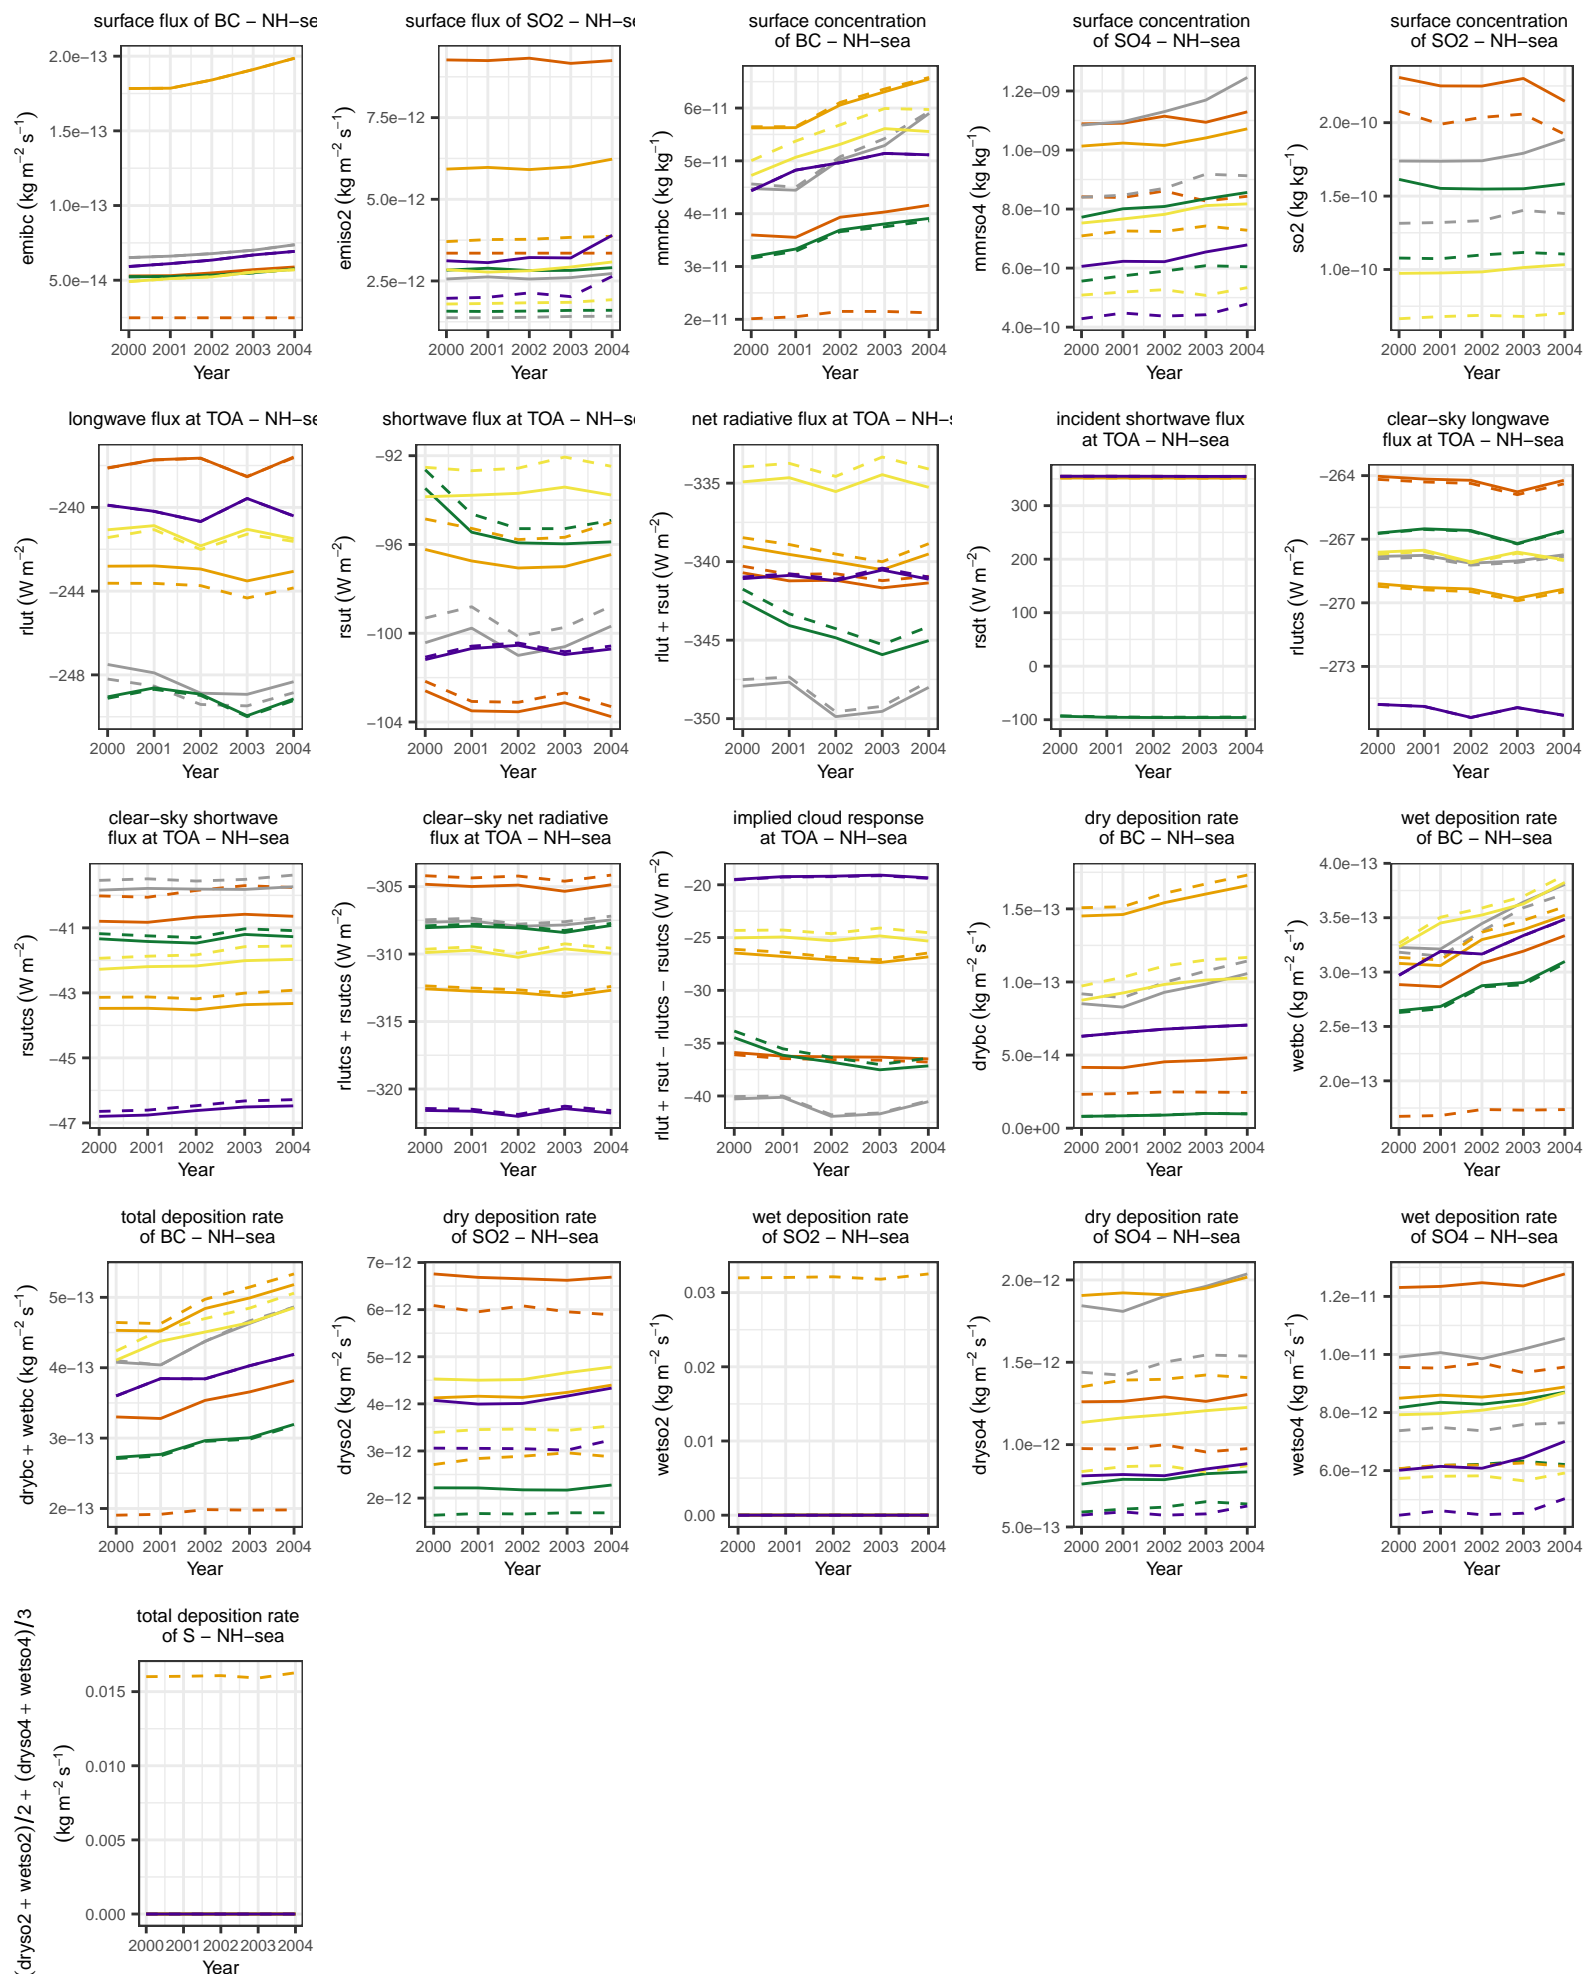 surface flux of BC − NH−se
2.0e−13
1.5e−13
1.0e−13
5.0e−14
emibc (kg m−2 s−1)
2000 2001 2002 2003 2004
Year
surface flux of SO2 − NH−s
7.5e−12
5.0e−12
2.5e−12
emiso2 (kg m−2 s−1)
2000 2001 2002 2003 2004
Year
surface concentration
of BC − NH−sea
6e−11
5e−11
4e−11
3e−11
2e−11
mmrbc (kg kg−1)
2000 2001 2002 2003 2004
Year
surface concentration
of SO4 − NH−sea
1.2e−09
1.0e−09
8.0e−10
6.0e−10
4.0e−10
mmrso4 (kg kg−1)
2000 2001 2002 2003 2004
Year
surface concentration
of SO2 − NH−sea
2.0e−10
1.5e−10
1.0e−10
so2 (kg kg−1)
2000 2001 2002 2003 2004
Year
longwave flux at TOA − NH−se
−240
−244
−248
rlut (W m−2)
2000 2001 2002 2003 2004
Year
shortwave flux at TOA − NH−s
−92
−96
−100
−104
rsut (W m−2)
2000 2001 2002 2003 2004
Year
net radiative flux at TOA − NH−s
−335
−340
−345
−350
rlut + rsut (W m−2)
2000 2001 2002 2003 2004
Year
incident shortwave flux
at TOA − NH−sea
300
200
100
0
−100
rsdt (W m−2)
2000 2001 2002 2003 2004
Year
clear−sky longwave
flux at TOA − NH−sea
−264
−267
−270
−273
rlutcs (W m−2)
2000 2001 2002 2003 2004
Year
clear−sky shortwave
flux at TOA − NH−sea
−41
−43
−45
−47
rsutcs (W m−2)
2000 2001 2002 2003 2004
Year
clear−sky net radiative
flux at TOA − NH−sea
−305
−310
−315
−320
rlutcs + rsutcs (W m−2)
2000 2001 2002 2003 2004
Year
implied cloud response
at TOA − NH−sea
−20
−25
−30
−35
−40
rlut + rsut − rlutcs − rsutcs (W m−2)
2000 2001 2002 2003 2004
Year
dry deposition rate
of BC − NH−sea
1.5e−13
1.0e−13
5.0e−14
0.0e+00
drybc (kg m−2 s−1)
2000 2001 2002 2003 2004
Year
wet deposition rate
of BC − NH−sea
4.0e−13
3.5e−13
3.0e−13
2.5e−13
2.0e−13
wetbc (kg m−2 s−1)
2000 2001 2002 2003 2004
Year
total deposition rate
of BC − NH−sea
5e−13
4e−13
3e−13
2e−13
drybc + wetbc (kg m−2 s−1)
2000 2001 2002 2003 2004
Year
dry deposition rate
of SO2 − NH−sea
7e−12
6e−12
5e−12
4e−12
3e−12
2e−12
dryso2 (kg m−2 s−1)
2000 2001 2002 2003 2004
Year
wet deposition rate
of SO2 − NH−sea
0.03
0.02
0.01
0.00
wetso2 (kg m−2 s−1)
2000 2001 2002 2003 2004
Year
dry deposition rate
of SO4 − NH−sea
2.0e−12
1.5e−12
1.0e−12
5.0e−13
dryso4 (kg m−2 s−1)
2000 2001 2002 2003 2004
Year
wet deposition rate
of SO4 − NH−sea
1.2e−11
1.0e−11
8.0e−12
6.0e−12
wetso4 (kg m−2 s−1)
2000 2001 2002 2003 2004
Year
total deposition rate
of S − NH−sea
0.015
0.010
0.005
0.000
(dryso2 + wetso2)/2 + (dryso4 + wetso4)/3
(kg m−2 s−1)
2000 2001 2002 2003 2004
Year